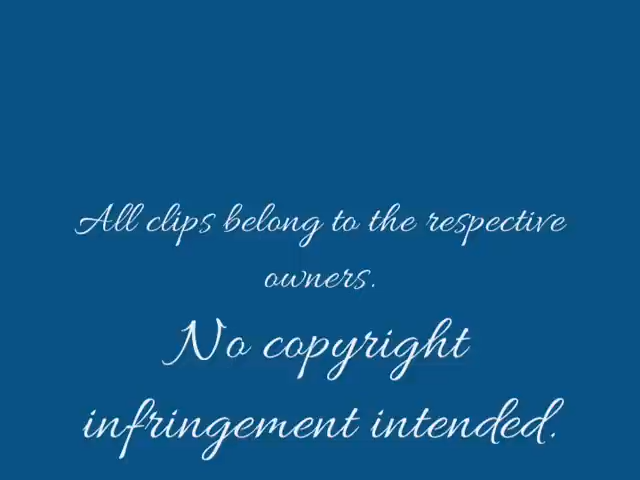 All clips belong to the respective
owners.
No copyright
infringement intended.